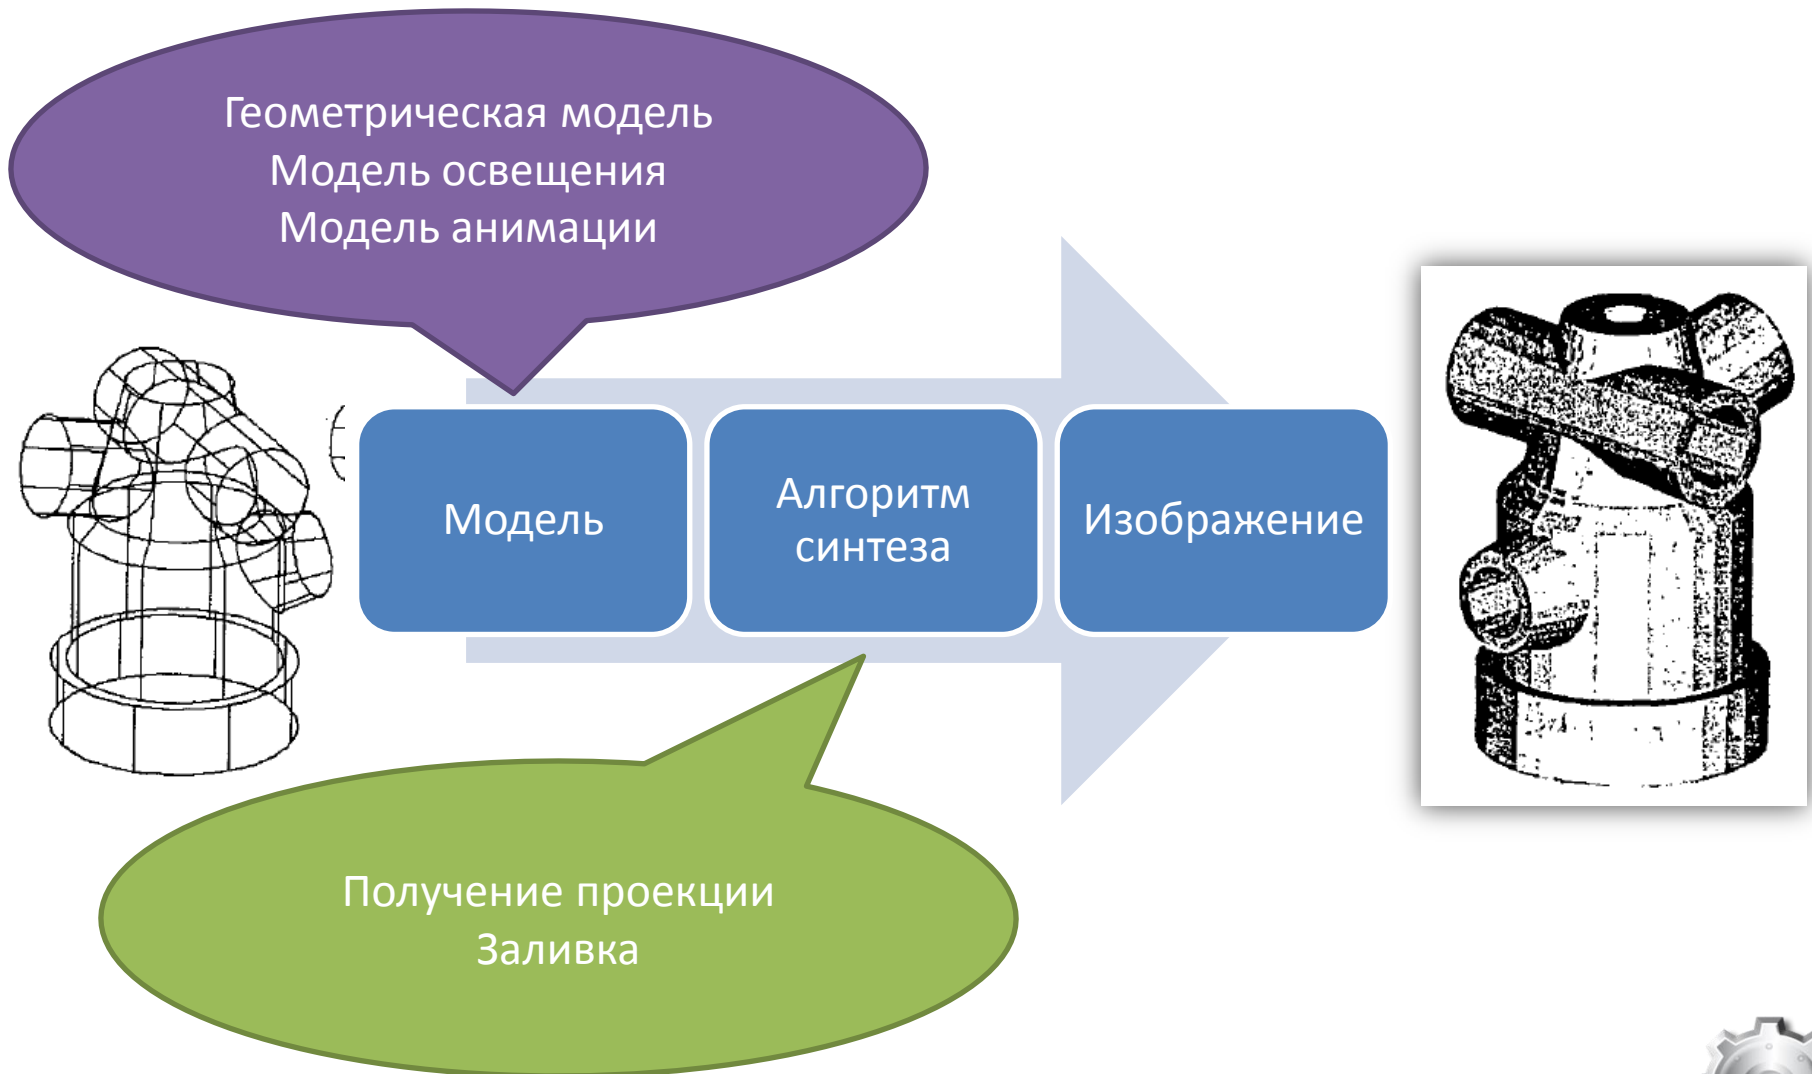 Геометрическая модель
Модель освещения
Модель анимации
Модель
Алгоритм
синтеза
Изображение
Получение проекции
Заливка